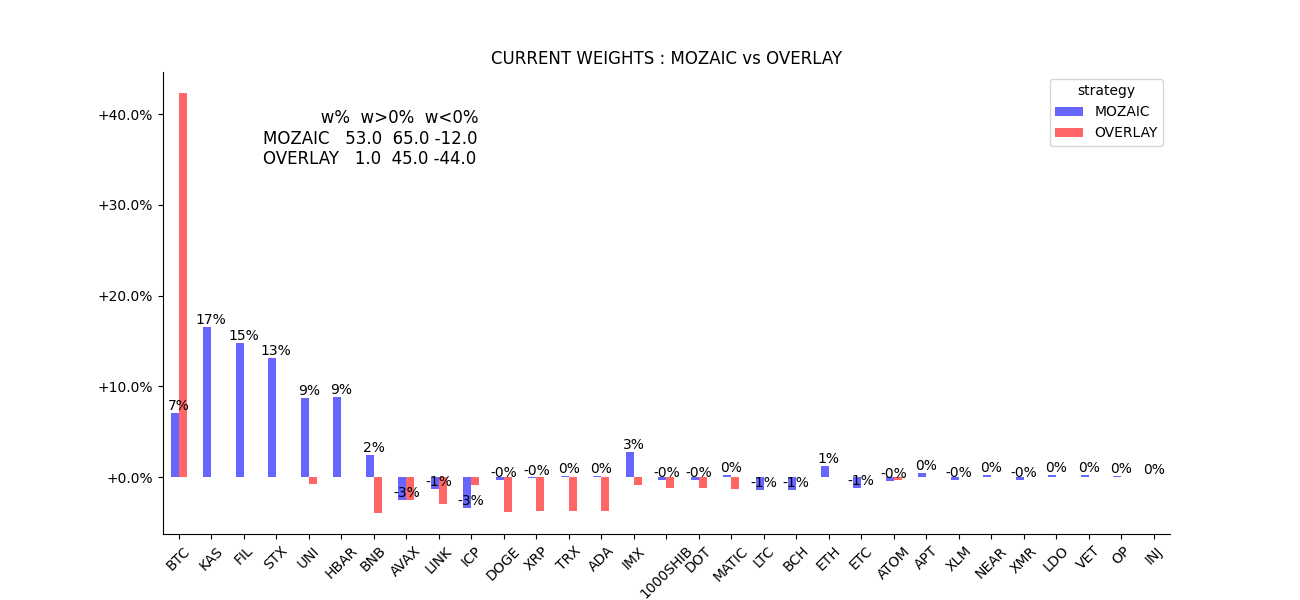 CURRENT WEIGHTS : MOZAIC vs OVERLAY
strategy
MOZAIC
OVERLAY
w% w>0% w<0%
MOZAIC 53.0 65.0 -12.0
OVERLAY 1.0 45.0 -44.0
+40.0%
+30.0%
+20.0%
+10.0%
+0.0%
7%
17%
15%
13%
9%
9%
2%
-3%
-1%
-3%
-0%
-0%
0%
0%
3%
-0%
-0%
0%
-1%
-1%
1%
-1%
-0%
0%
-0%
0%
-0%
0%
0%
0%
0%
BTC
KAS
FIL
STX
UNI
HBAR
BNB
AVAX
LINK
ICP
DOGE
XRP
TRX
ADA
IMX
1000SHIB
DOT
MATIC
LTC
BCH
ETH
ETC
ATOM
APT
XLM
NEAR
XMR
LDO
VET
OP
INJ